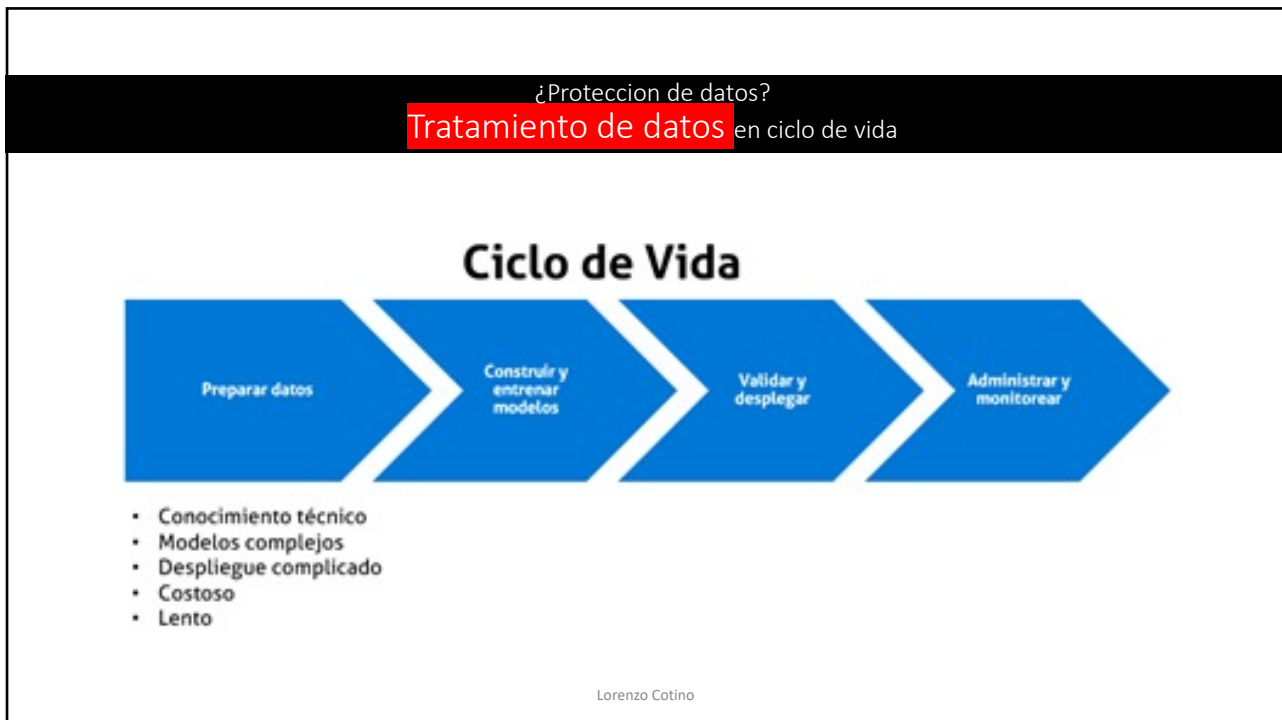 ¿Proteccion de datos?
Tratamiento de datos en ciclo de vida
Ciclo de Vida
Preparar datos
Construir y
entrenar
modelos
Validar y
desplegar
Administrar y
monitorear
• Conocimiento técnico
• Modelos complejos
• Despliegue complicado
• Costoso
• Lento
Lorenzo Cotino